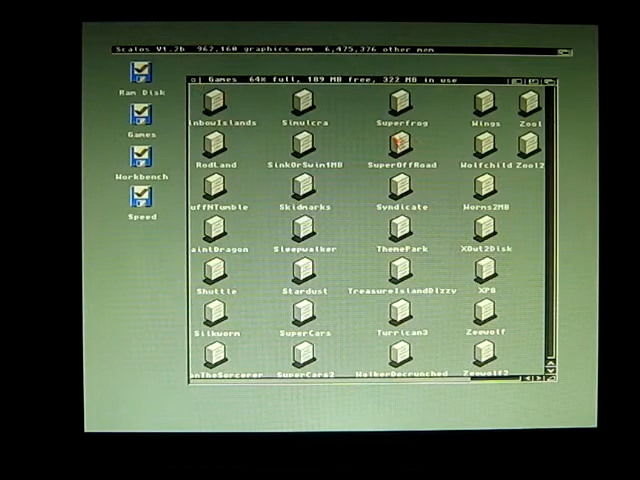 Scalos V1.2b 962,160 graphics mem 6,475,376 other mem
Ram Disk
Games
Workbench
Speed
Games 64% full, 189 MB free, 322 MB in use
inbowIslands Simulcra Superfrog Wings Zool
RodLand SinkOrSwim1MB SuperOffRoad Wolfchild Zool2
uffNTumble Skidmarks Syndicate Worms2MB
aintDragon Sleepwalker ThemePark XOut2Disk
Shuttle Stardust TreasureIslandDizzy XP8
Silkworm SuperCars Turrican3 Zeewolf
onTheSorcerer SuperCars2 WalkerDecrunched Zeewolf2